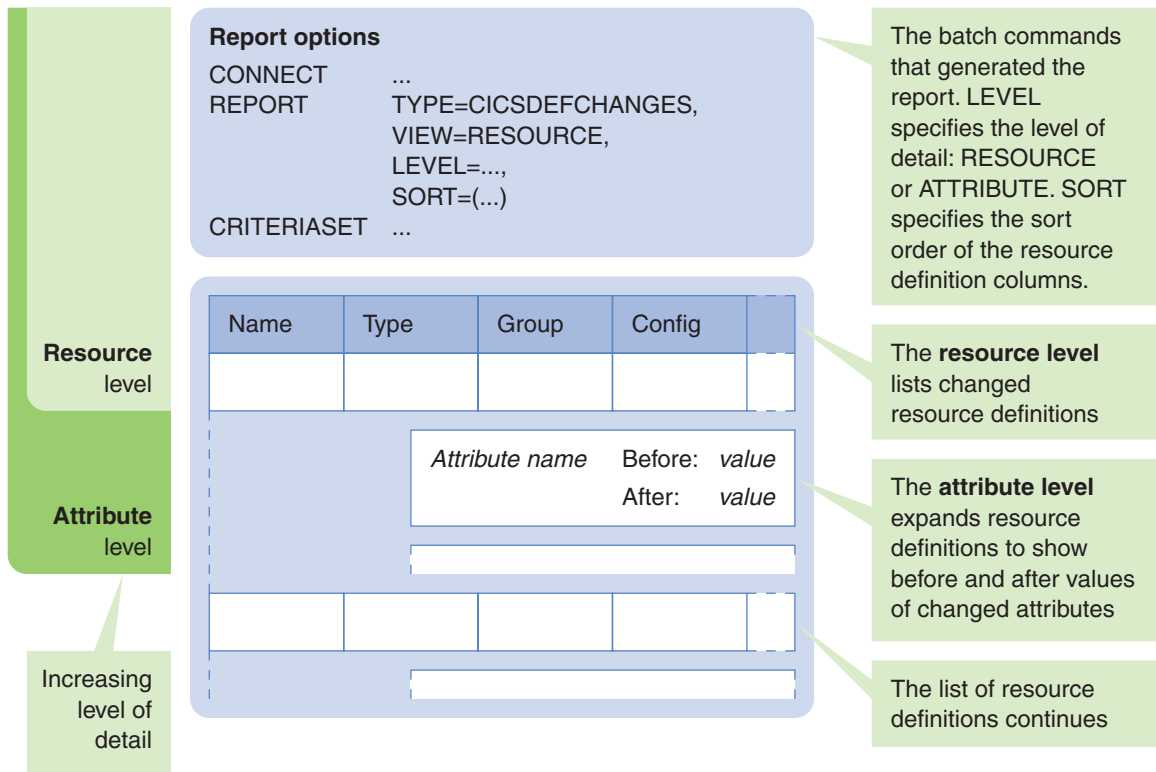 Report options
CONNECT ...
REPORT TYPE=CICSDEFCHANGES,
VIEW=RESOURCE,
LEVEL=...,
SORT=(...)
CRITERIASET ...
The batch commands
that generated the
report. LEVEL
specifies the level of
detail: RESOURCE
or ATTRIBUTE. SORT
specifies the sort
order of the resource
definition columns.
Name Type Group Config
Resource
level
The resource level
lists changed
resource definitions
Attribute name Before: value
After: value
Attribute
level
The attribute level
expands resource
definitions to show
before and after values
of changed attributes
Increasing
level of
detail
The list of resource
definitions continues